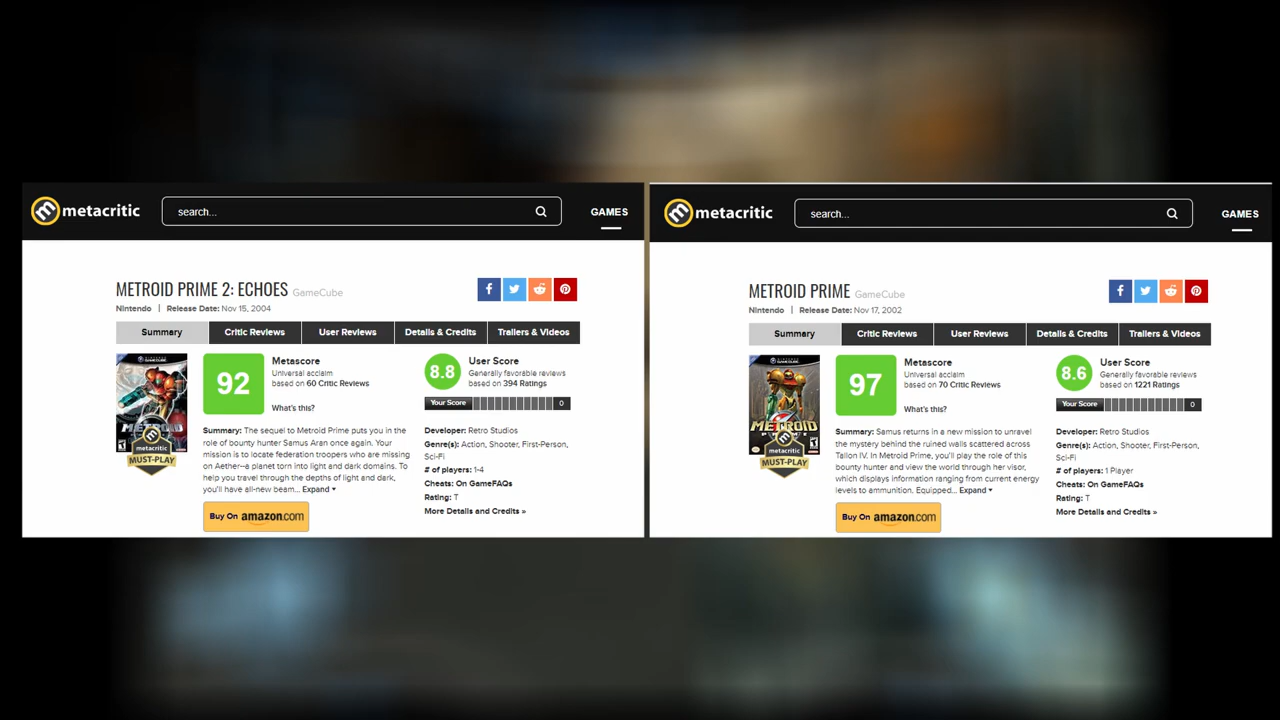 metacritic
search...
GAMES
METROID PRIME 2: ECHOES GameCube
Nintendo | Release Date: Nov 15, 2004
Summary
Critic Reviews
User Reviews
Details & Credits
Trailers & Videos
METROID
metacritic
MUST-PLAY
92
Metascore
Universal acclaim
based on 60 Critic Reviews
What's this?
8.8
User Score
Generally favorable reviews
based on 394 Ratings
Your Score
0
Summary: The sequel to Metroid Prime puts you in the
role of bounty hunter Samus Aran once again. Your
mission is to locate federation troopers who are missing
on Aether--a planet torn into light and dark domains. To
help you travel through the depths of light and dark,
you'll have all-new beam... Expand
Buy On amazon.com
Developer: Retro Studios
Genre(s): Action, Shooter, First-Person,
Sci-Fi
# of players: 1-4
Cheats: On GameFAQs
Rating: T
More Details and Credits »
metacritic
search...
GAMES
METROID PRIME GameCube
Nintendo | Release Date: Nov 17, 2002
Summary
Critic Reviews
User Reviews
Details & Credits
Trailers & Videos
METROID
metacritic
MUST-PLAY
97
Metascore
Universal acclaim
based on 70 Critic Reviews
What's this?
8.6
User Score
Generally favorable reviews
based on 1221 Ratings
Your Score
0
Summary: Samus returns in a new mission to unravel
the mystery behind the ruined walls scattered across
Tallon IV. In Metroid Prime, you'll play the role of this
bounty hunter and view the world through her visor,
which displays information ranging from current energy
levels to ammunition. Equipped... Expand
Buy On amazon.com
Developer: Retro Studios
Genre(s): Action, Shooter, First-Person,
Sci-Fi
# of players: 1 Player
Cheats: On GameFAQs
Rating: T
More Details and Credits »